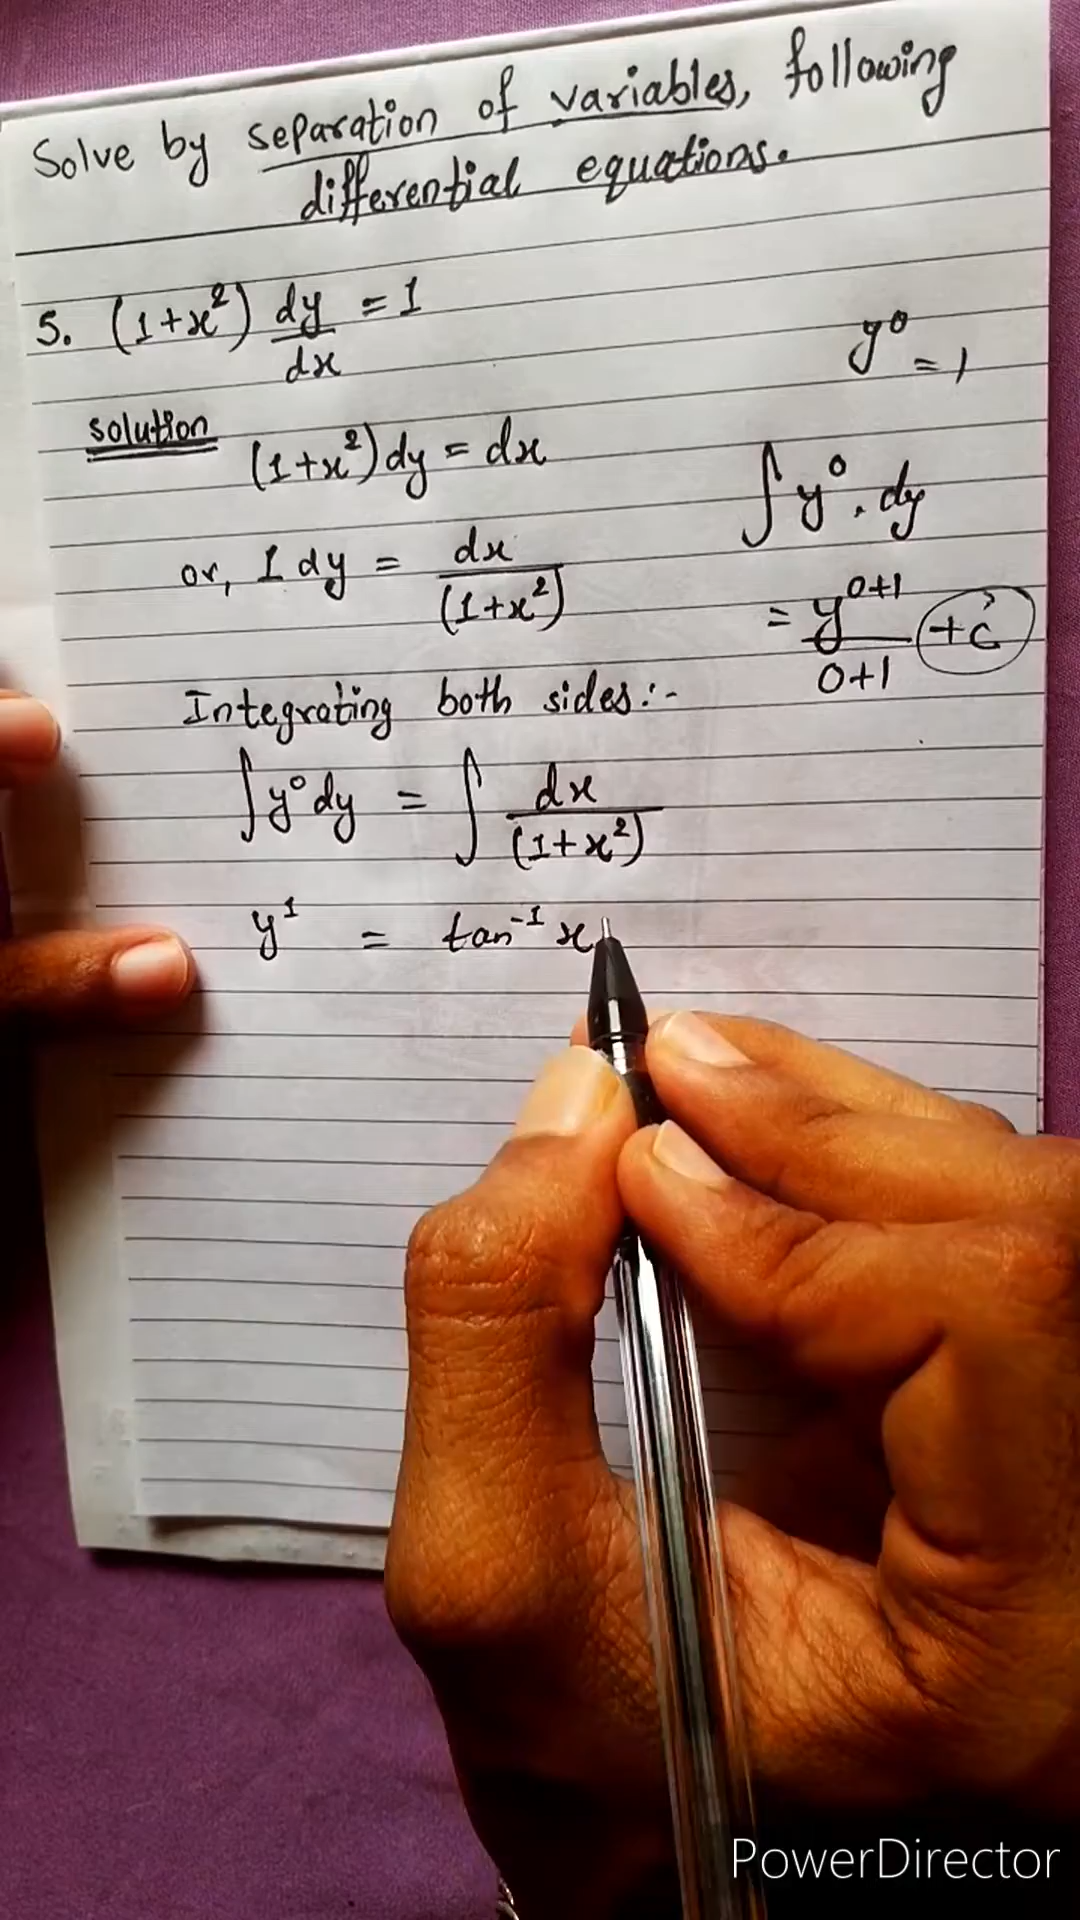 Solve by separation of variables, following
differential equations.
5. (1+x²) dy/dx = 1
solution
(1+x²)dy = dx
or, 1 dy = dx/(1+x²)
Integrating both sides:-
∫y⁰dy = ∫ dx/(1+x²)
y¹ = tan⁻¹ x
y⁰ = 1
∫y⁰. dy
= y⁰⁺¹/0+1 + c
PowerDirector